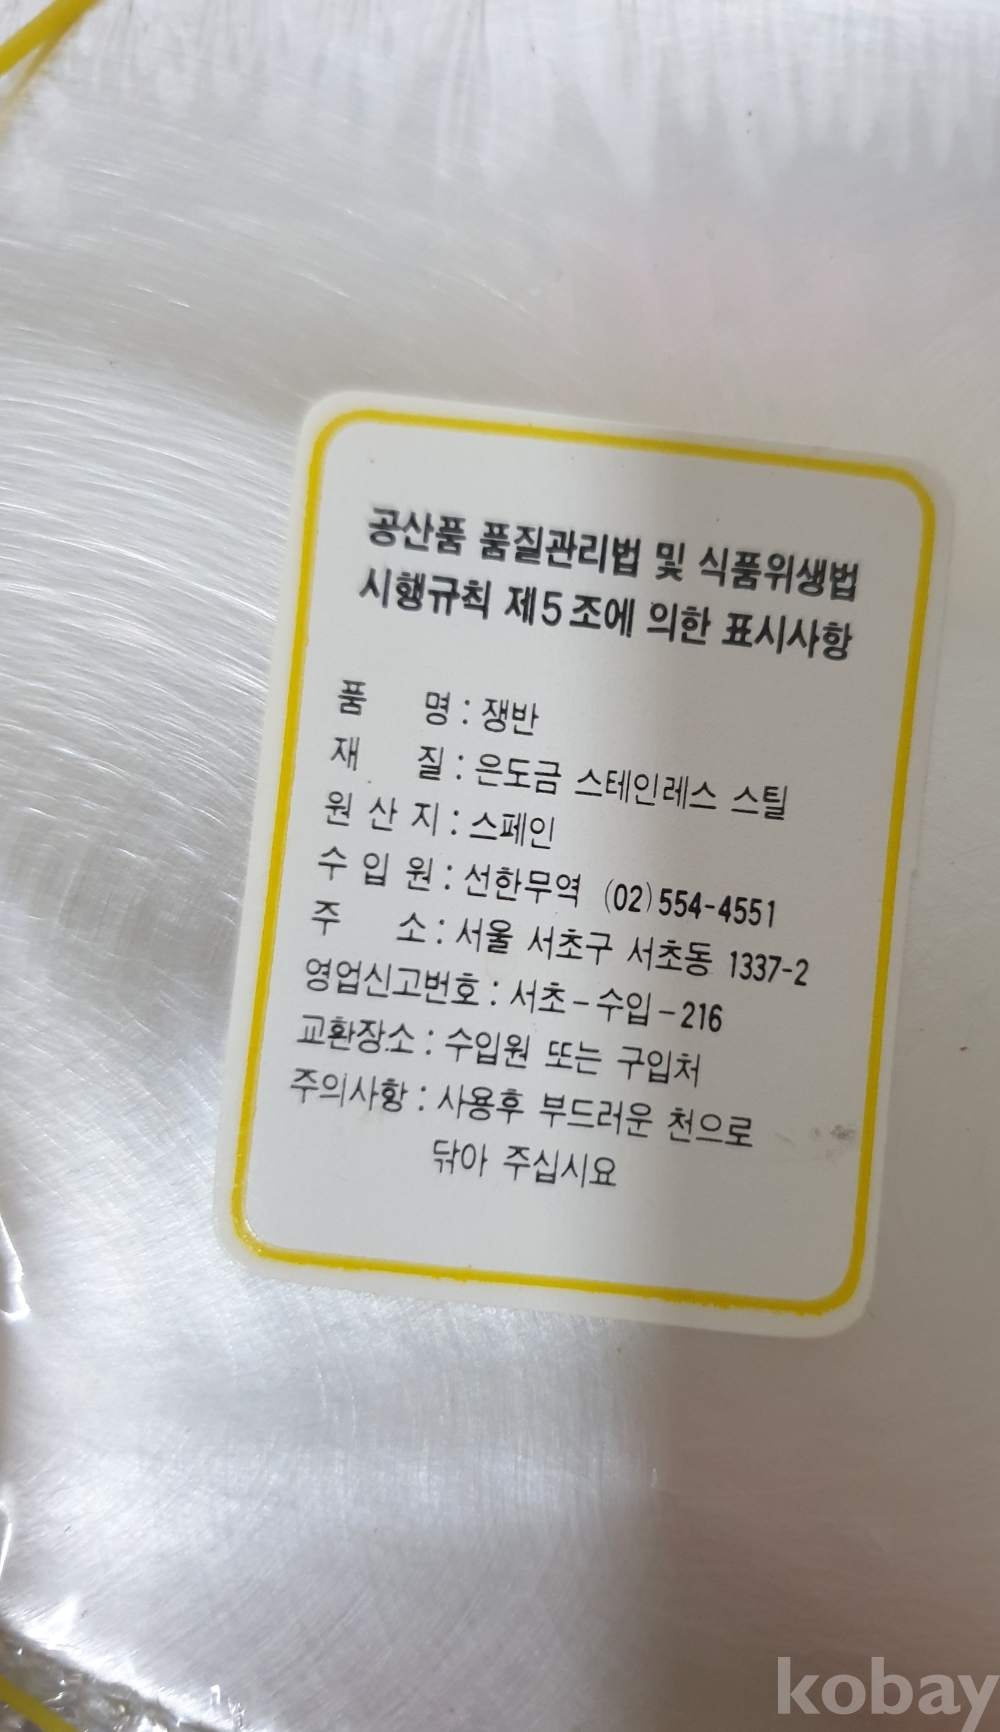 공산품 품질관리법 및 식품위생법
시행규칙 제5조에 의한 표시사항
품 명 : 쟁반
재 질 : 은도금 스테인레스 스틸
원 산 지 : 스페인
수 입 원 : 선한무역 (02)554-4551
주 소 : 서울 서초구 서초동 1337-2
영업신고번호 : 서초-수입-216
교환장소 : 수입원 또는 구입처
주의사항 : 사용후 부드러운 천으로
닦아 주십시요
kobay